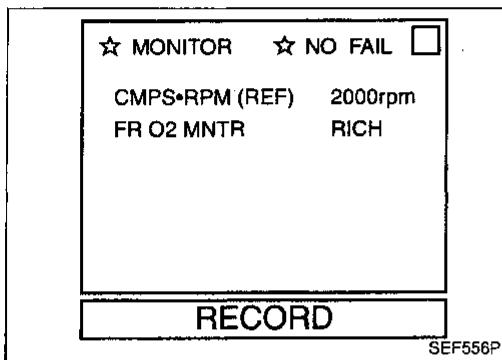 ☆ MONITOR ☆ NO FAIL
CMPS•RPM (REF) 2000rpm
FR O2 MNTR RICH
RECORD
SEF556P